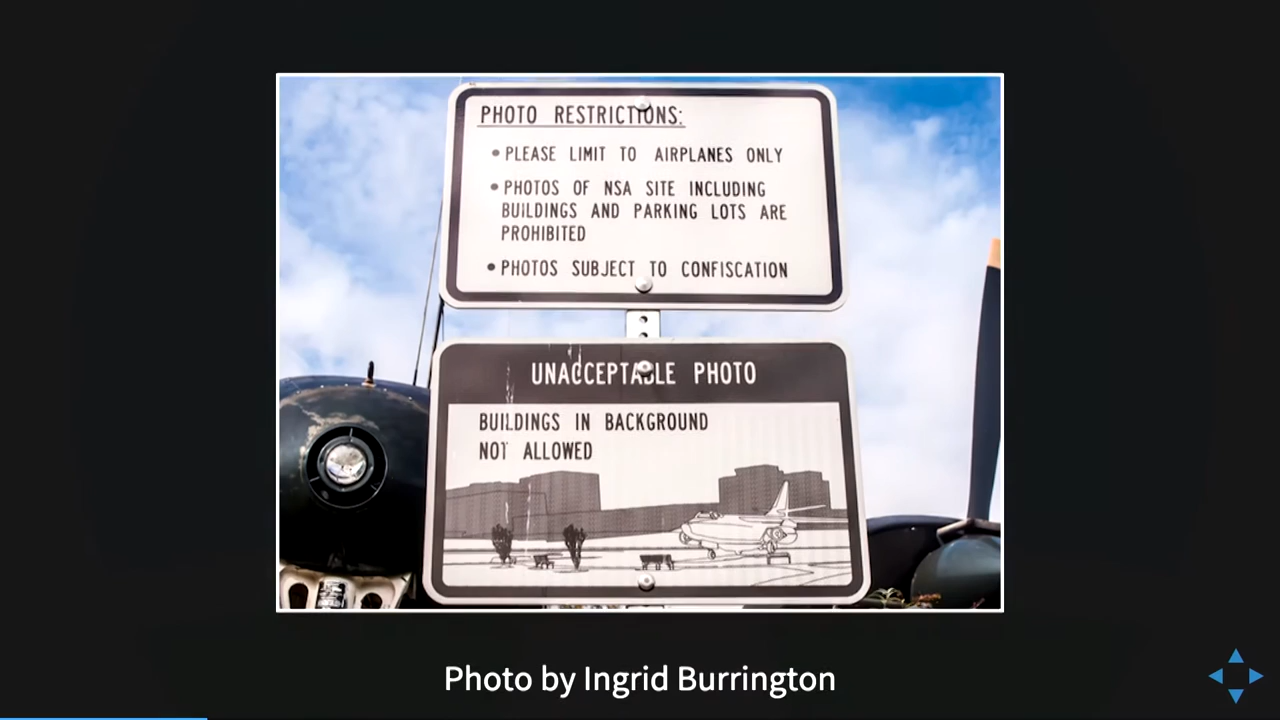 PHOTO RESTRICTIONS:
•PLEASE LIMIT TO AIRPLANES ONLY
•PHOTOS OF NSA SITE INCLUDING
BUILDINGS AND PARKING LOTS ARE
PROHIBITED
•PHOTOS SUBJECT TO CONFISCATION
UNACCEPTABLE PHOTO
BUILDINGS IN BACKGROUND
NOT ALLOWED
Photo by Ingrid Burrington